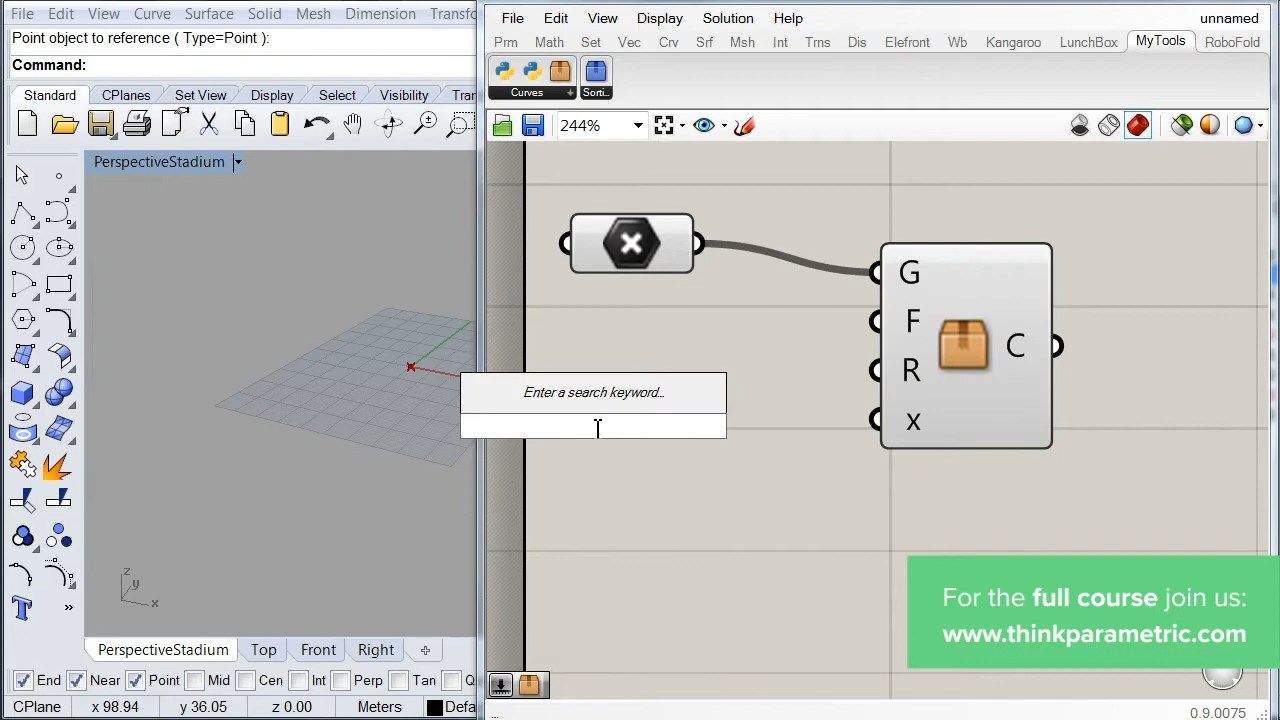 File Edit View Curve Surface Solid Mesh Dimension Transfo
Point object to reference ( Type=Point ):
Command:
Standard CPlanes Set View Display Select Visibility Tran
PerspectiveStadium
z
y
x
PerspectiveStadium Top Front Right
End Near Point Mid Cen Int Perp Tan Q
CPlane x 98.94 y 36.05 z 0.00 Meters Defa
File Edit View Display Solution Help unnamed
Prm Math Set Vec Crv Srf Msh Int Trns Dis Elefront Wb Kangaroo LunchBox MyTools RoboFold
Curves Sorti..
244%
G
F
R
x
C
Enter a search keyword...
For the full course join us:
www.thinkparametric.com
... 0.9.0075